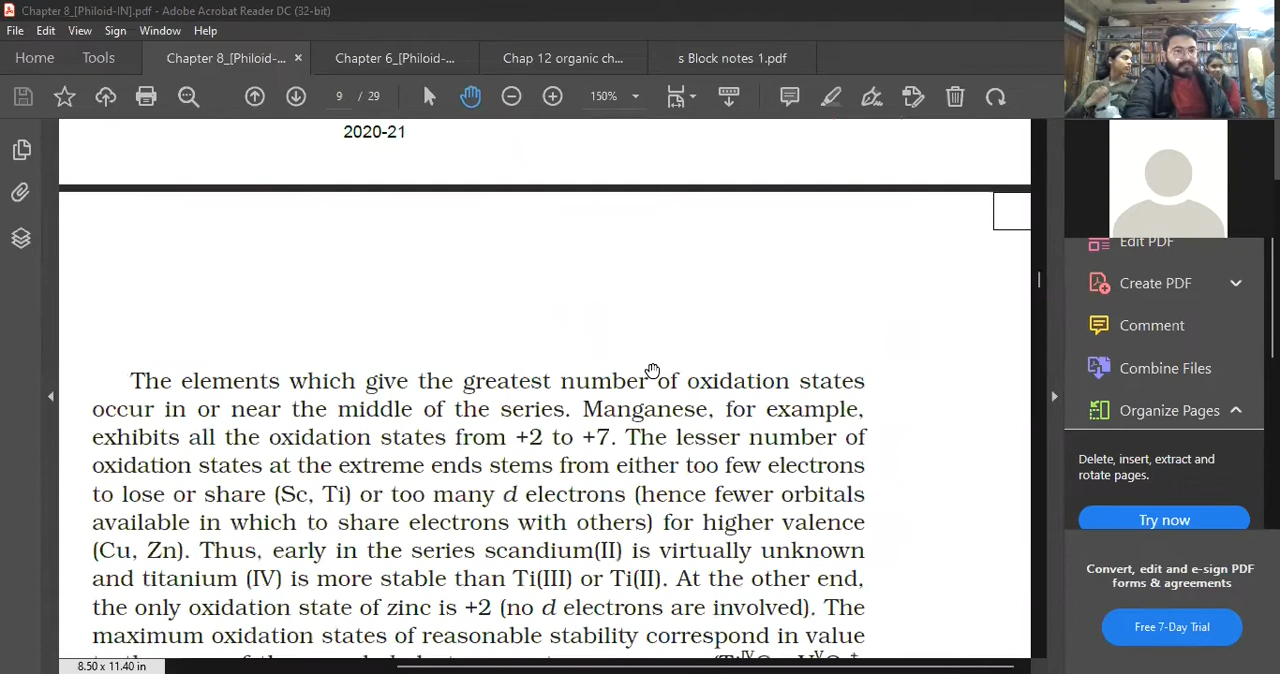 Chapter 8_[Philoid-IN].pdf - Adobe Acrobat Reader DC (32-bit)
File Edit View Sign Window Help
Home Tools Chapter 8_[Philoid-... × Chapter 6_[Philoid-... Chap 12 organic ch... s Block notes 1.pdf
9 / 29 150%
2020-21
The elements which give the greatest number of oxidation states
occur in or near the middle of the series. Manganese, for example,
exhibits all the oxidation states from +2 to +7. The lesser number of
oxidation states at the extreme ends stems from either too few electrons
to lose or share (Sc, Ti) or too many d electrons (hence fewer orbitals
available in which to share electrons with others) for higher valence
(Cu, Zn). Thus, early in the series scandium(II) is virtually unknown
and titanium (IV) is more stable than Ti(III) or Ti(II). At the other end,
the only oxidation state of zinc is +2 (no d electrons are involved). The
maximum oxidation states of reasonable stability correspond in value
8.50 x 11.40 in
Edit PDF
Create PDF
Comment
Combine Files
Organize Pages
Delete, insert, extract and
rotate pages.
Try now
Convert, edit and e-sign PDF
forms & agreements
Free 7-Day Trial